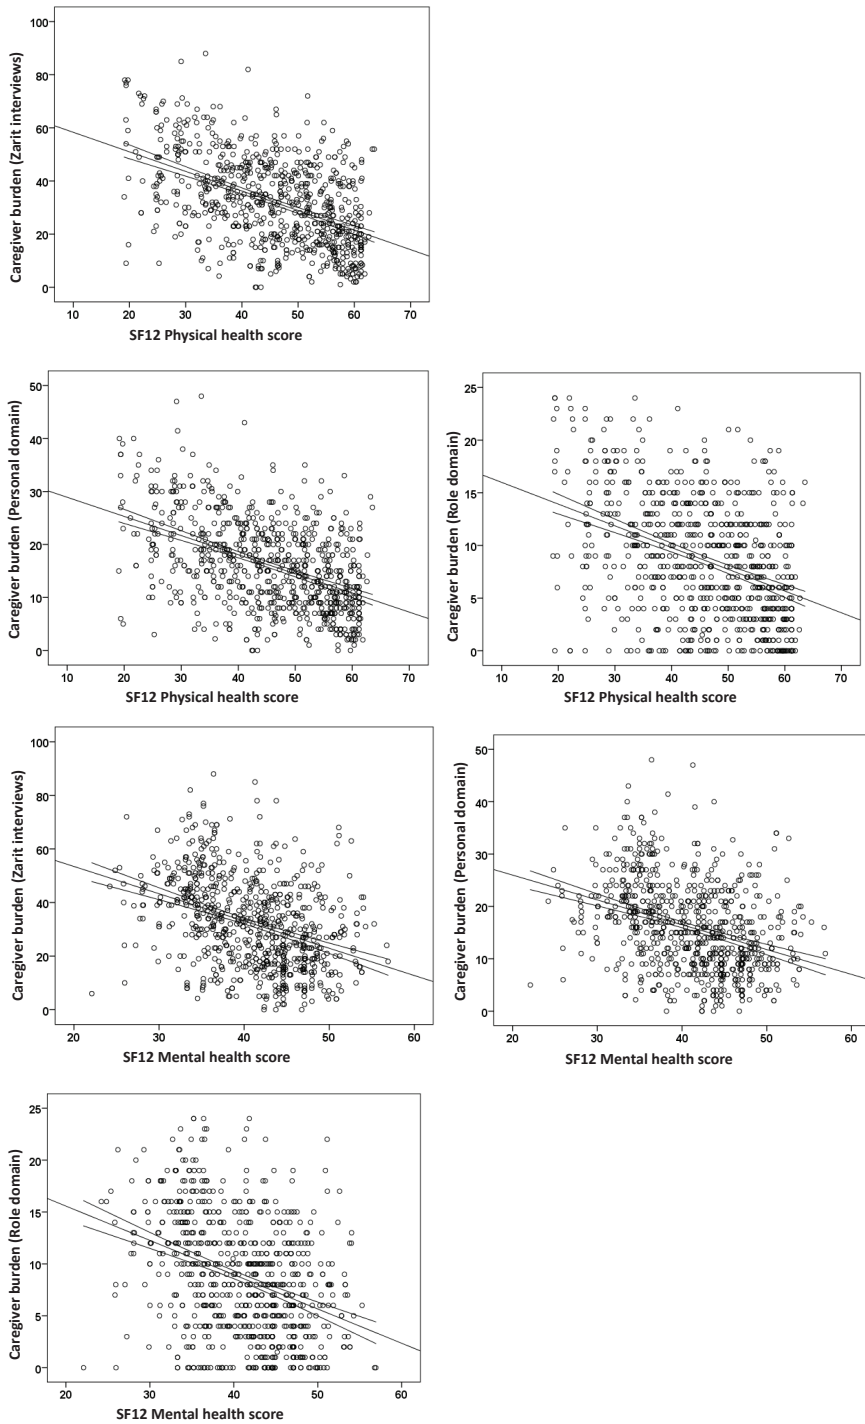 Caregiver burden (Zarit interviews)
100
80
60
40
20
0
10 20 30 40 50 60 70
SF12 Physical health score
Caregiver burden (Personal domain)
50
40
30
20
10
0
10 20 30 40 50 60 70
SF12 Physical health score
Caregiver burden (Role domain)
25
20
15
10
5
0
10 20 30 40 50 60 70
SF12 Physical health score
Caregiver burden (Zarit interviews)
100
80
60
40
20
0
20 30 40 50 60
SF12 Mental health score
Caregiver burden (Personal domain)
50
40
30
20
10
0
20 30 40 50 60
SF12 Mental health score
Caregiver burden (Role domain)
25
20
15
10
5
0
20 30 40 50 60
SF12 Mental health score